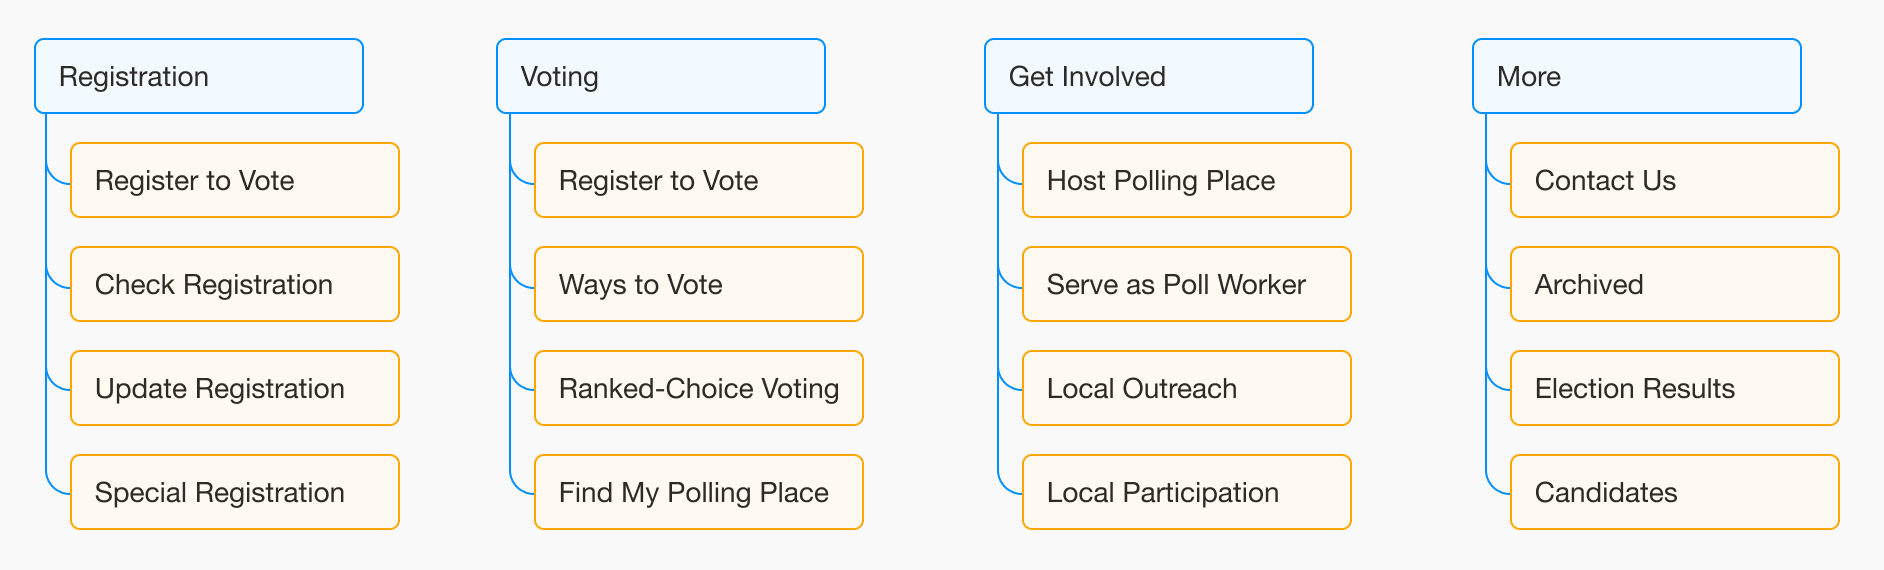 Registration
Register to Vote
Check Registration
Update Registration
Special Registration
Voting
Register to Vote
Ways to Vote
Ranked-Choice Voting
Find My Polling Place
Get Involved
Host Polling Place
Serve as Poll Worker
Local Outreach
Local Participation
More
Contact Us
Archived
Election Results
Candidates